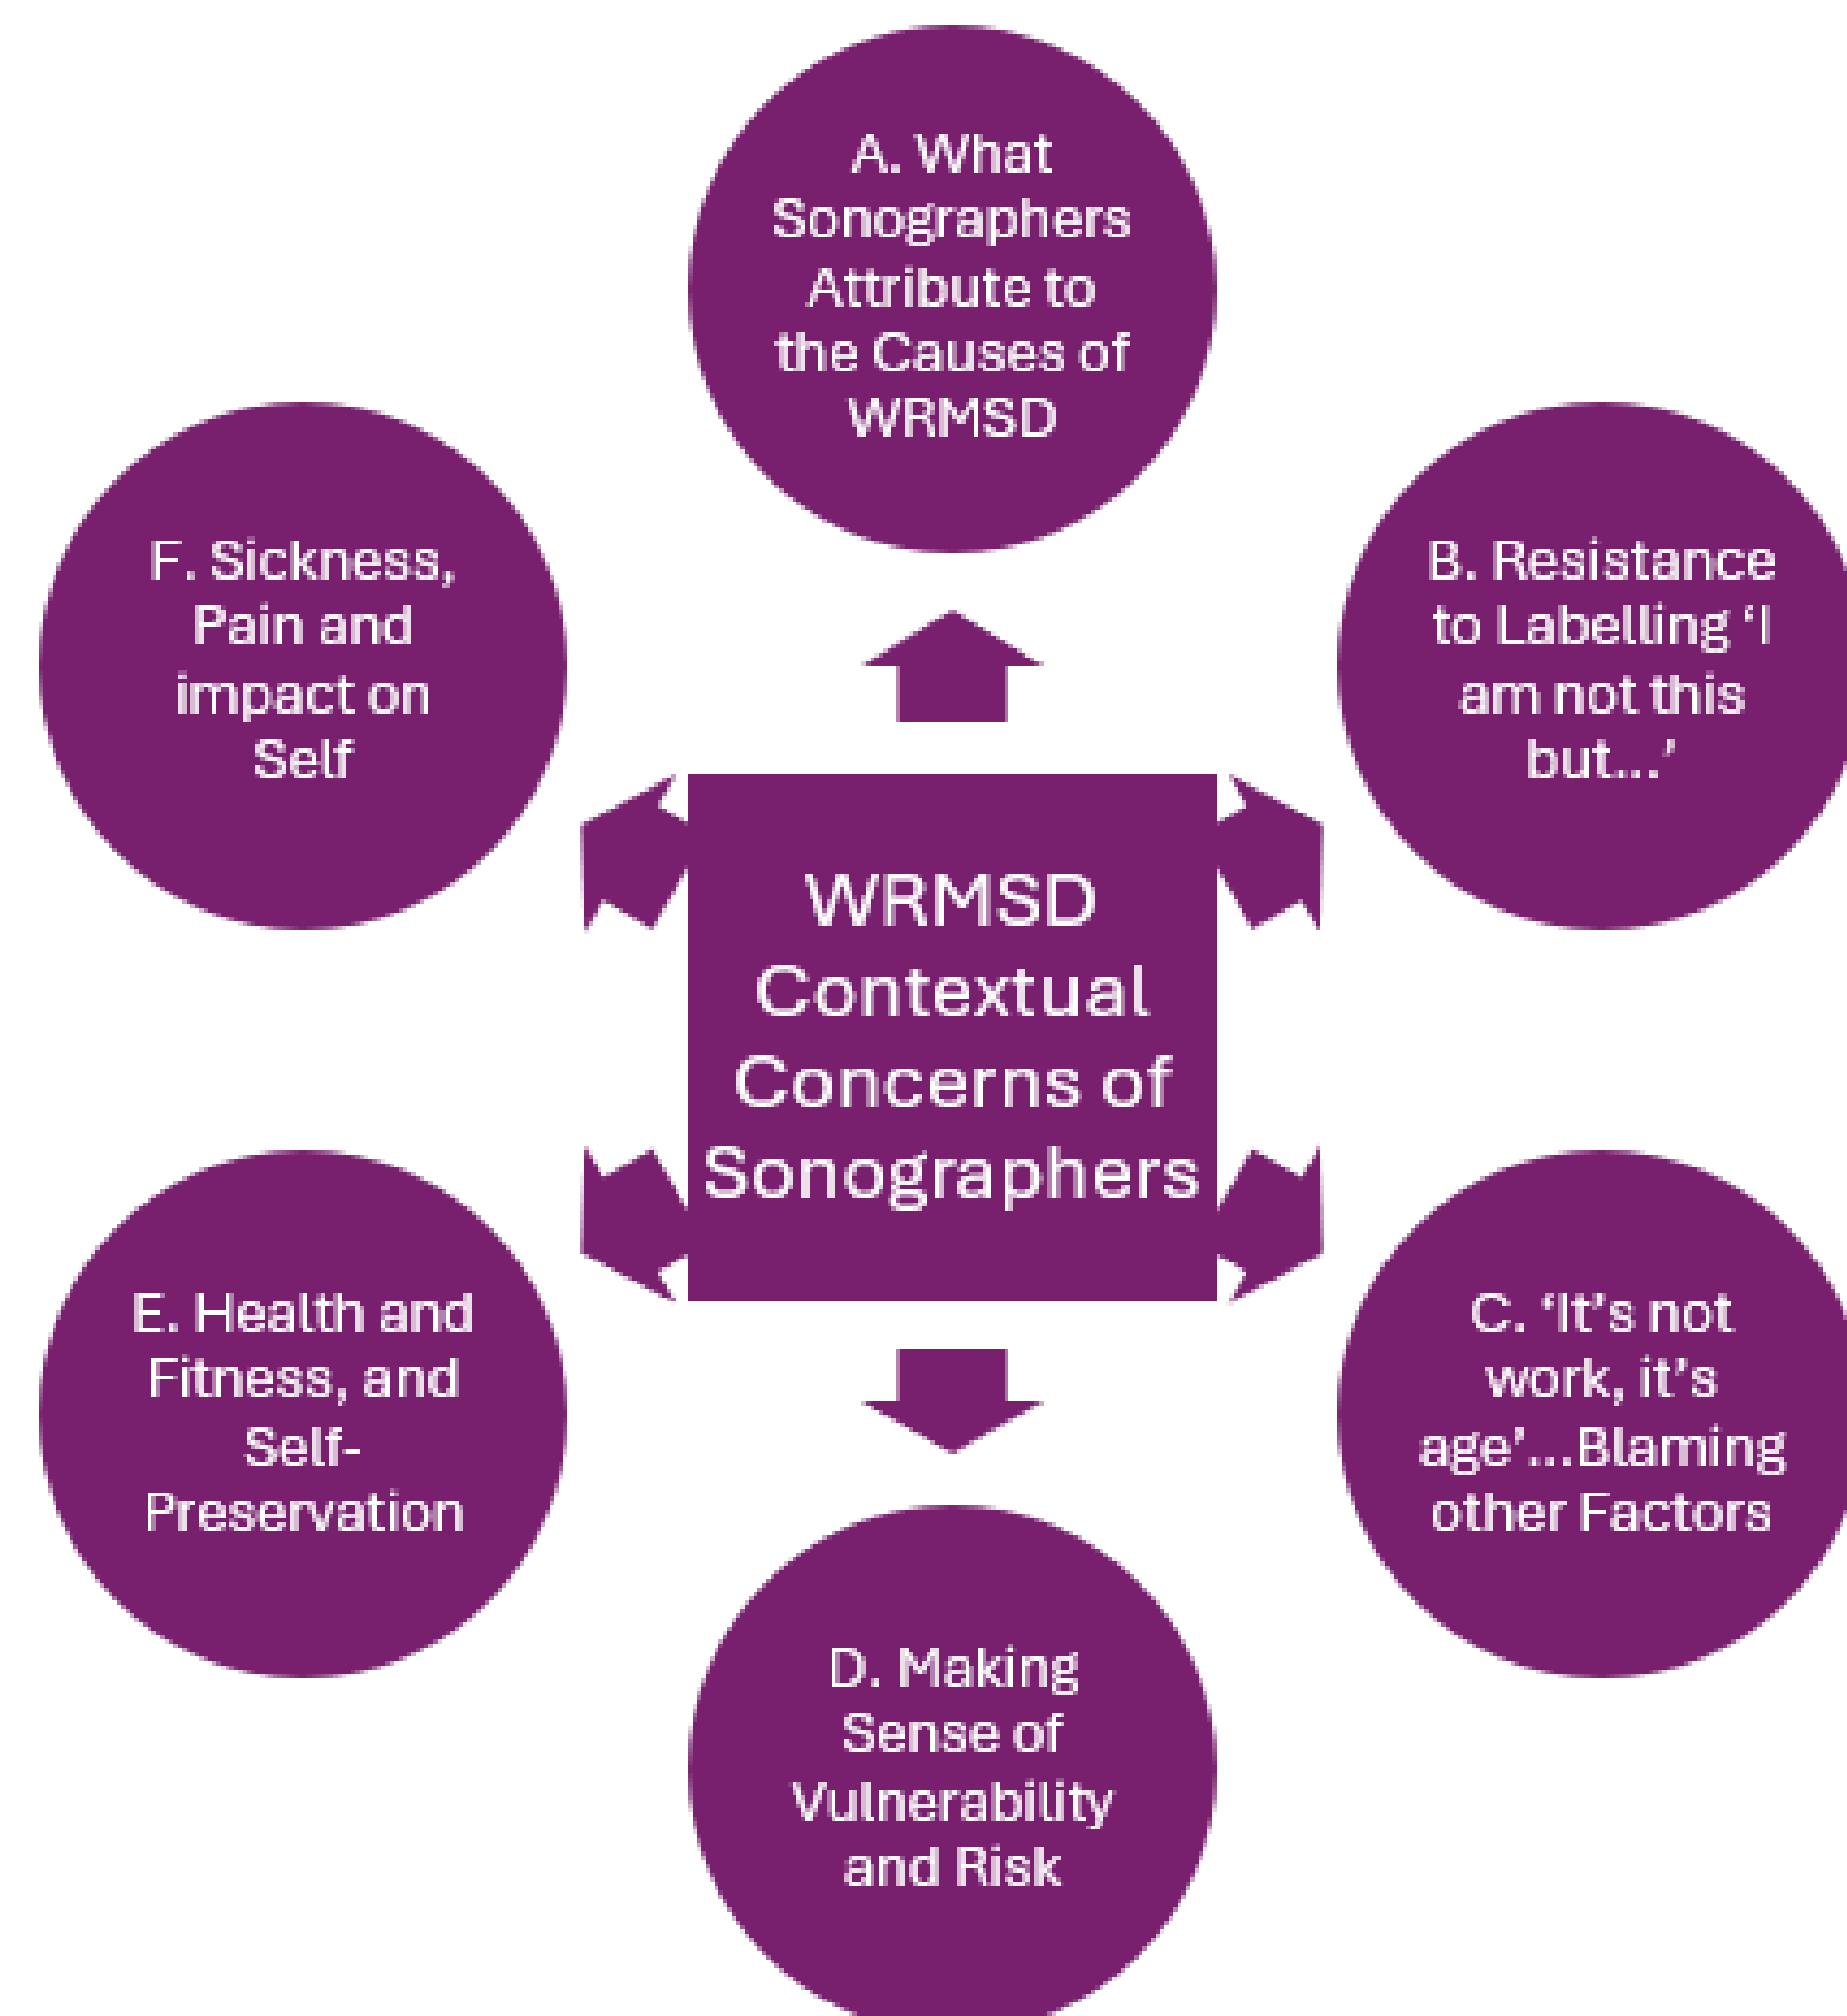 A. What
Sonographers
Attribute to
the Causes of
WRMSD
B. Resistance
to Labelling ‘I
am not this
but...’
C. ‘It’s not
work, it’s
age’...Blaming
other Factors
D. Making
Sense of
Vulnerability
and Risk
E. Health and
Fitness, and
Self-
Preservation
F. Sickness,
Pain and
impact on
Self
WRMSD
Contextual
Concerns of
Sonographers